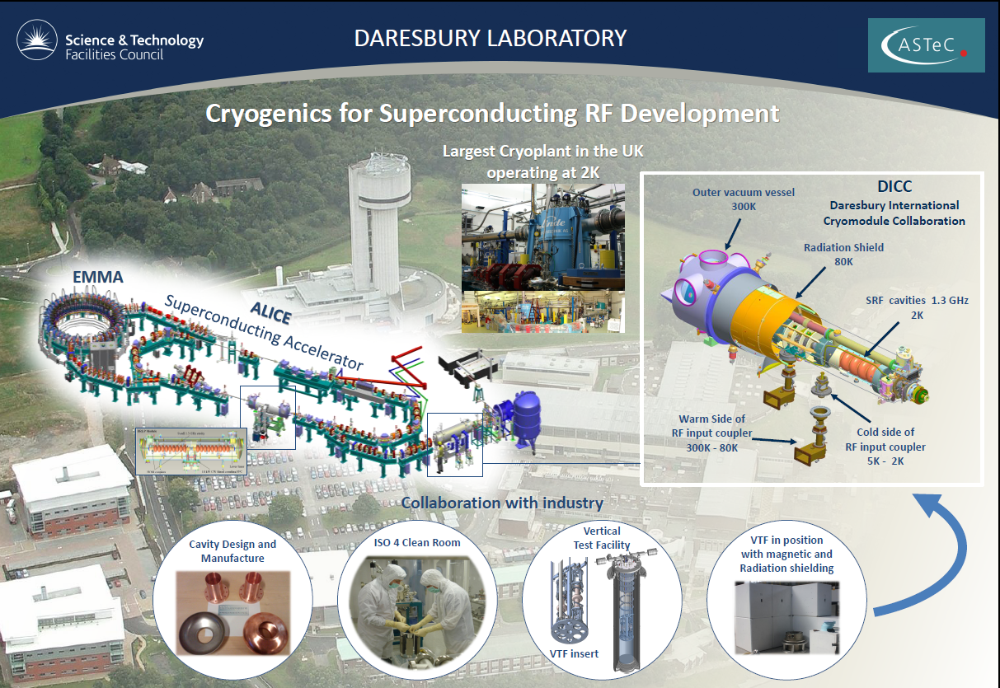 Science & Technology
Facilities Council
DARESBURY LABORATORY
ASTeC
Cryogenics for Superconducting RF Development
Largest Cryoplant in the UK
operating at 2K
Linde
DICC
Daresbury International
Cryomodule Collaboration
Outer vacuum vessel
300K
Radiation Shield
80K
SRF cavities 1.3 GHz
2K
Warm Side of
RF input coupler
300K - 80K
Cold side of
RF input coupler
5K - 2K
EMMA
ALICE
Superconducting Accelerator
Collaboration with industry
Cavity Design and
Manufacture
ISO 4 Clean Room
Vertical
Test Facility
VTF insert
VTF in position
with magnetic and
Radiation shielding